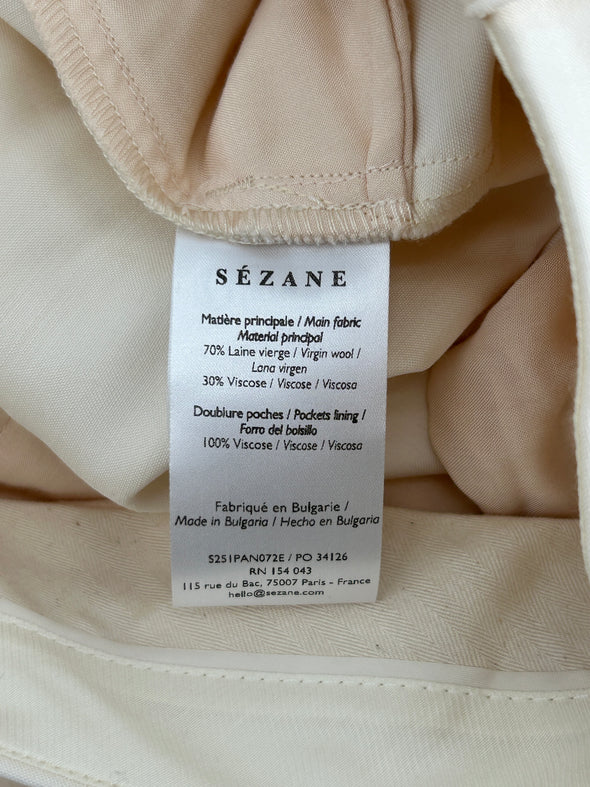 SÉZANE
Matière principale / Main fabric
Material principal
70% Laine vierge / Virgin wool /
Lana virgen
30% Viscose / Viscose / Viscosa
Doublure poches / Pockets lining /
Forro del bolsillo
100% Viscose / Viscose / Viscosa
Fabriqué en Bulgarie /
Made in Bulgaria / Hecho en Bulgaria
S251PAN072E / PO 34126
RN 154 043
115 rue du Bac, 75007 Paris - France
hello@sezane.com